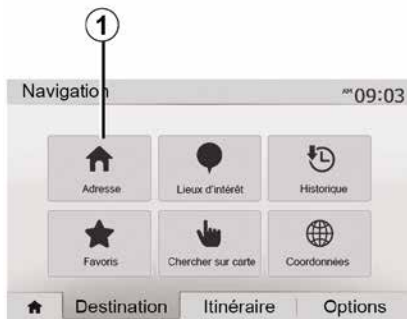 1
Navigation
AM 09:03
Adresse
Lieux d'intérêt
Historique
Favoris
Chercher sur carte
Coordonnées
Destination
Itinéraire
Options